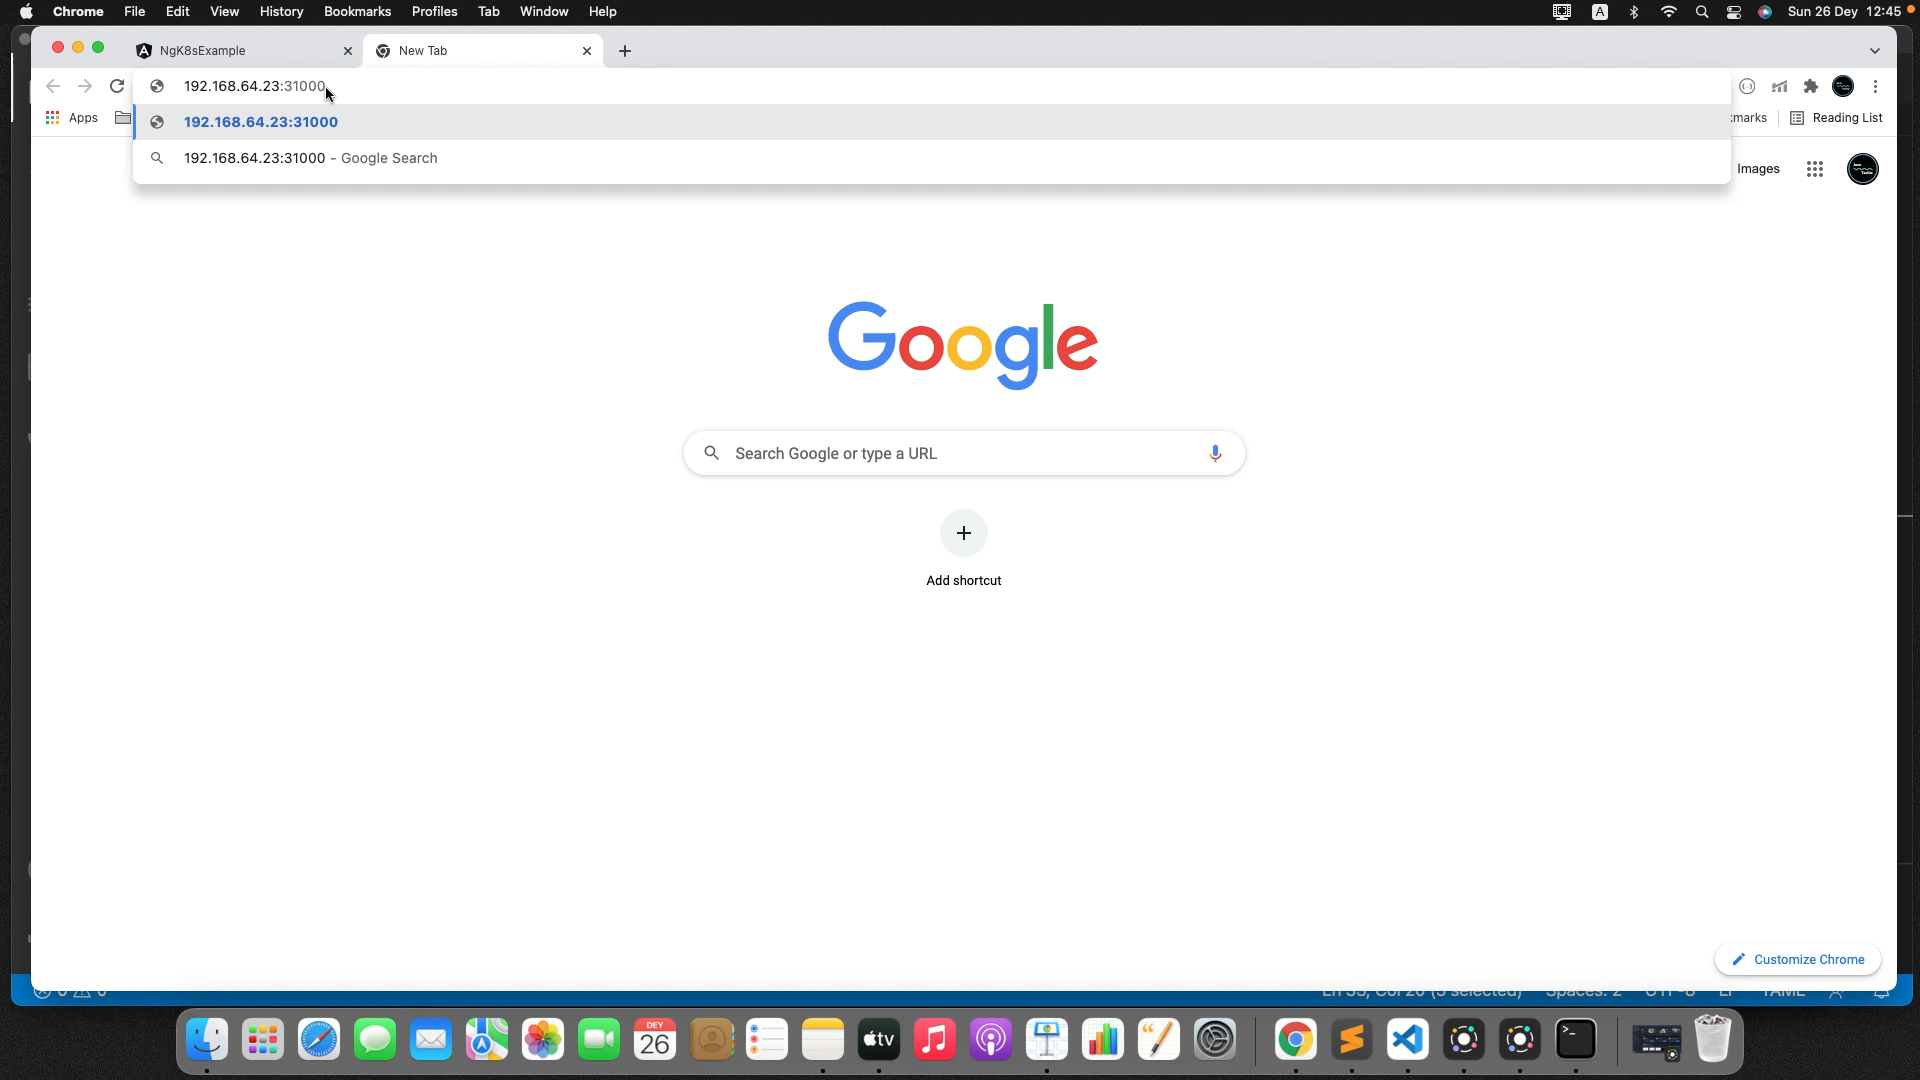 Chrome File Edit View History Bookmarks Profiles Tab Window Help A Sun 26 Dey 12:45
NgK8sExample New Tab
192.168.64.23:31000
Apps 192.168.64.23:31000 Reading List
192.168.64.23:31000 - Google Search
Images
Google
Search Google or type a URL
Add shortcut
Customize Chrome
DEY
26
tv